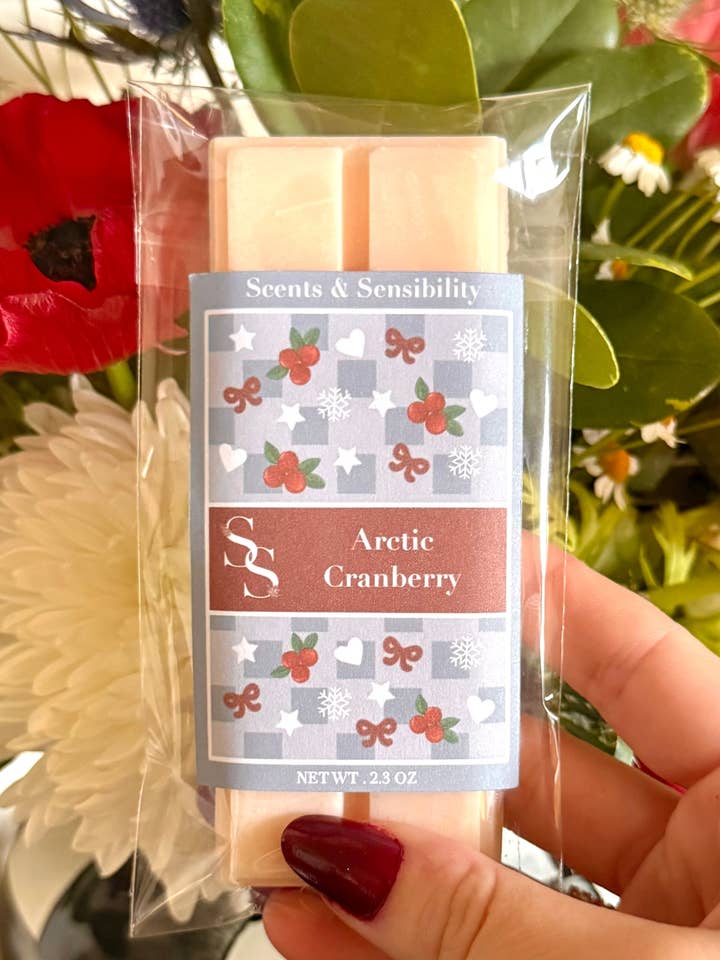 Scents & Sensibility
SS
Arctic
Cranberry
NET WT . 2.3 OZ